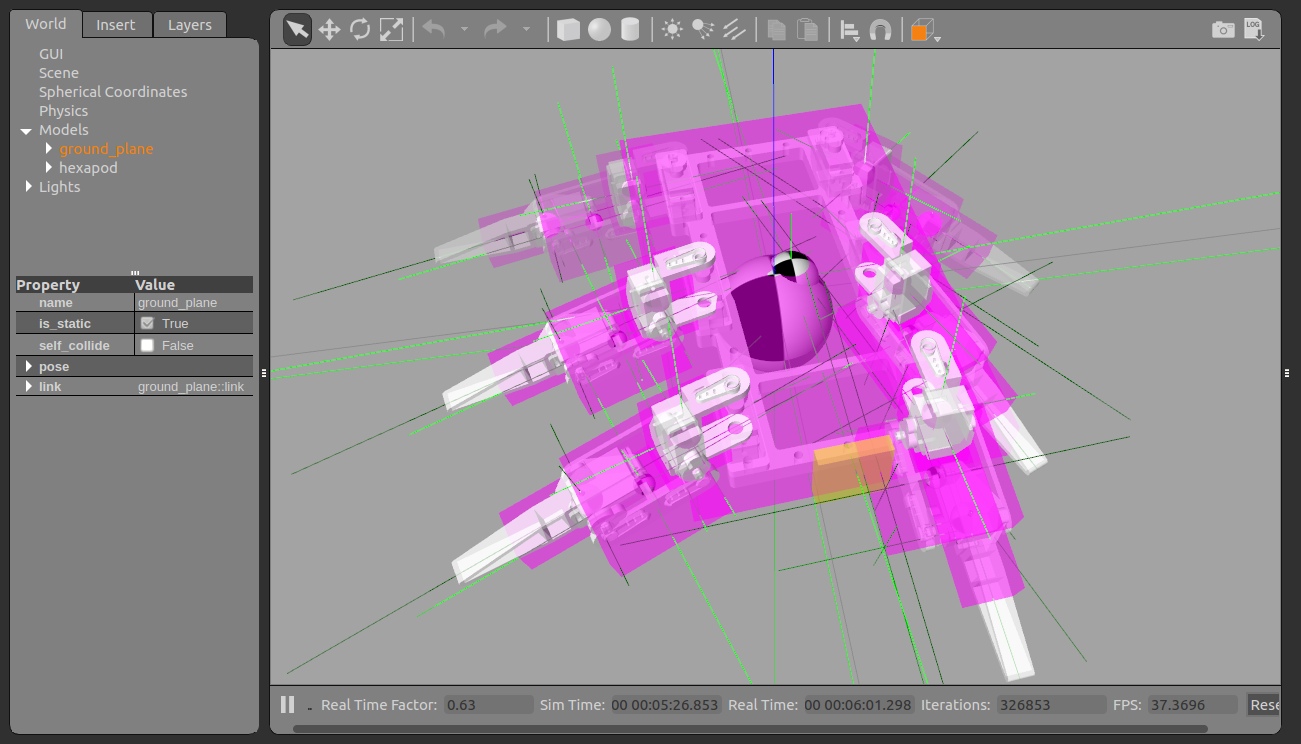 World Insert Layers
GUI
Scene
Spherical Coordinates
Physics
Models
ground_plane
hexapod
Lights
Property Value
name ground_plane
is_static True
self_collide False
pose
link ground_plane::link
LOG
Real Time Factor: 0.63 Sim Time: 00 00:05:26.853 Real Time: 00 00:06:01.298 Iterations: 326853 FPS: 37.3696 Rese